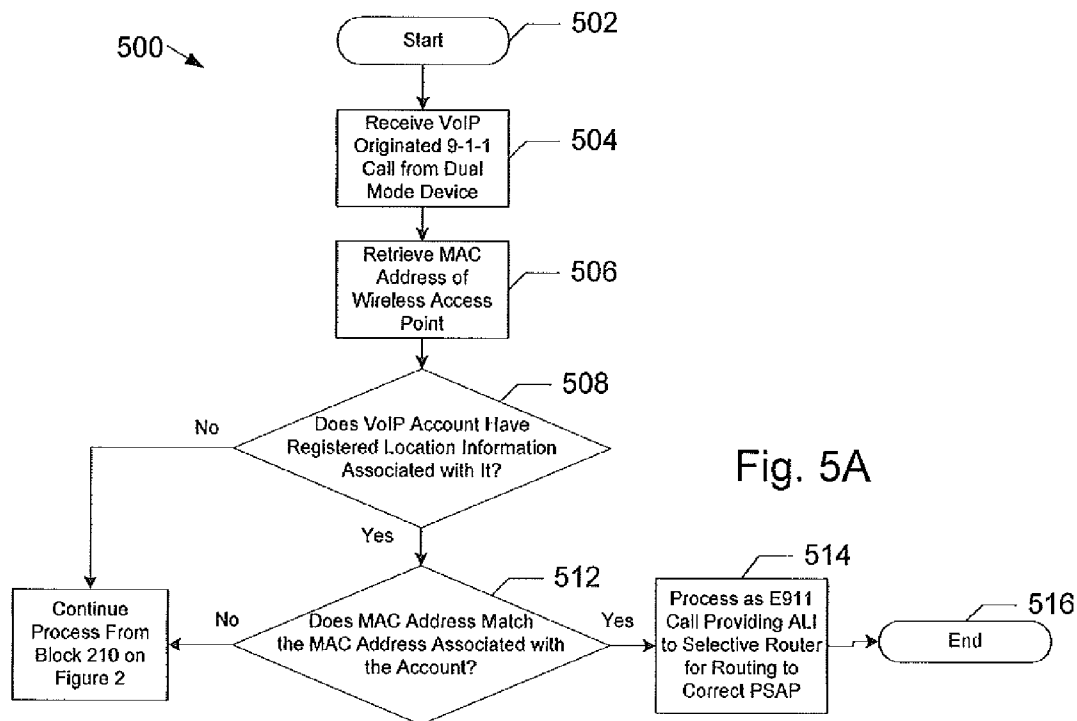 500
Start
502
Receive VoIP
Originated 9-1-1
Call from Dual
Mode Device
504
Retrieve MAC
Address of
Wireless Access
Point
506
508
Does VoIP Account Have
Registered Location Information
Associated with It?
No
Yes
Fig. 5A
512
Does MAC Address Match
the MAC Address Associated with
the Account?
No
Yes
Continue
Process From
Block 210 on
Figure 2
514
Process as E911
Call Providing ALI
to Selective Router
for Routing to
Correct PSAP
516
End